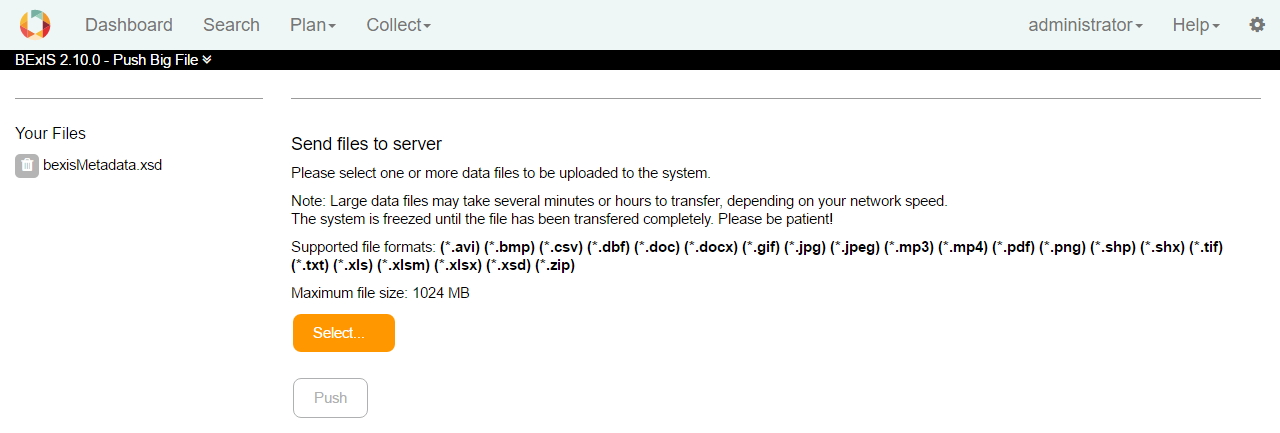 Dashboard Search Plan Collect administrator Help
BExIS 2.10.0 - Push Big File
Your Files
bexisMetadata.xsd
Send files to server
Please select one or more data files to be uploaded to the system.
Note: Large data files may take several minutes or hours to transfer, depending on your network speed.
The system is freezed until the file has been transfered completely. Please be patient!
Supported file formats: (*.avi) (*.bmp) (*.csv) (*.dbf) (*.doc) (*.docx) (*.gif) (*.jpg) (*.jpeg) (*.mp3) (*.mp4) (*.pdf) (*.png) (*.shp) (*.shx) (*.tif)
(*.txt) (*.xls) (*.xlsm) (*.xlsx) (*.xsd) (*.zip)
Maximum file size: 1024 MB
Select...
Push